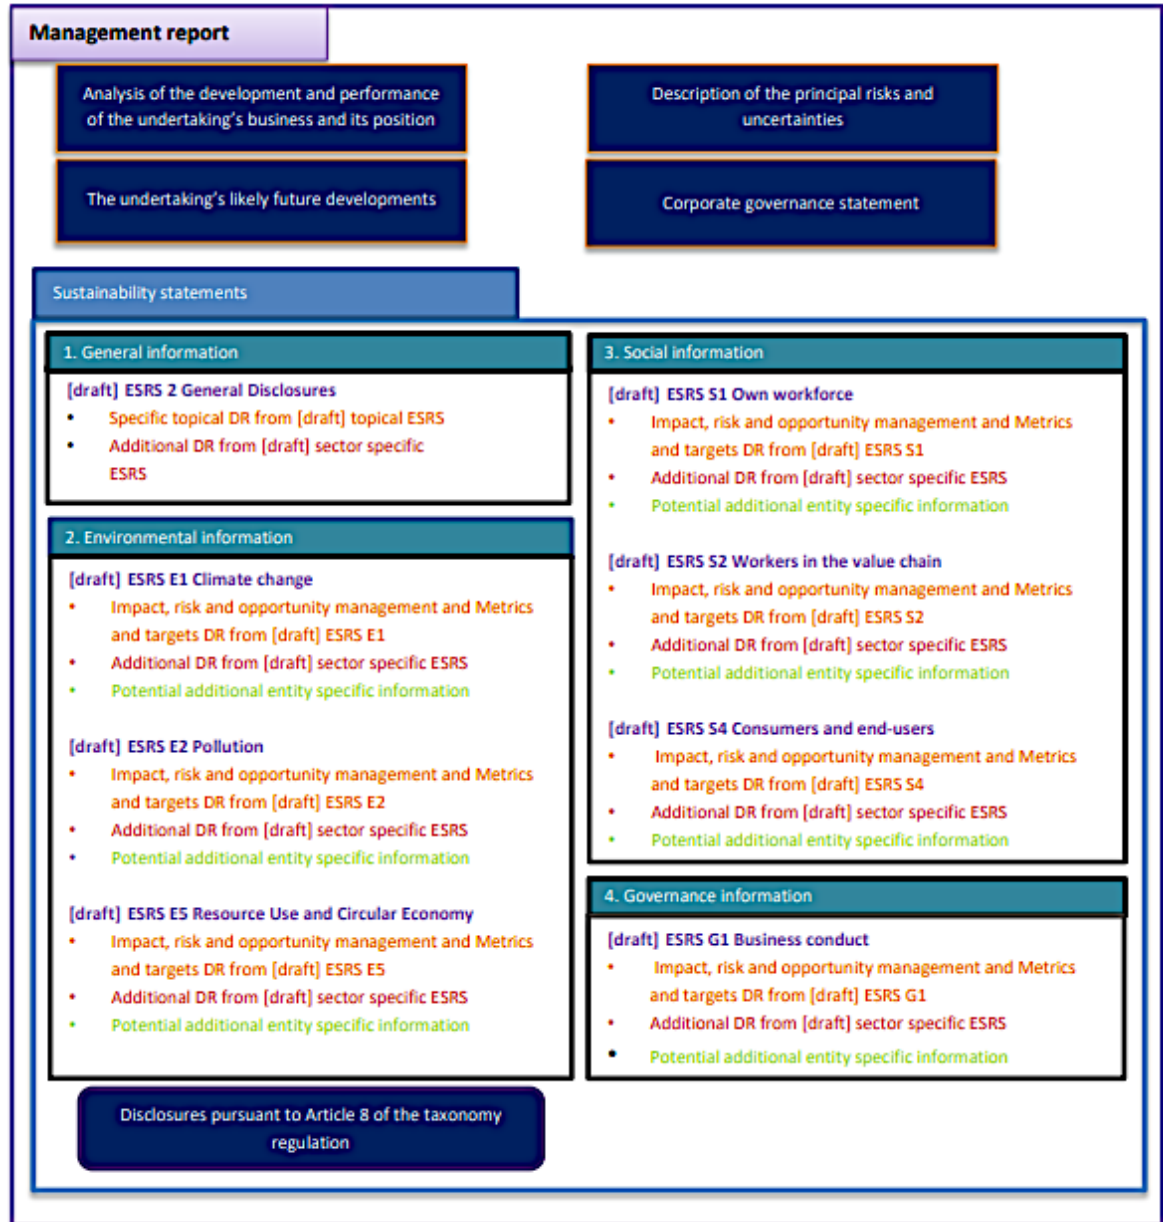 Management report
Analysis of the development and performance
of the undertaking's business and its position
Description of the principal risks and
uncertainties
The undertaking's likely future developments
Corporate governance statement
Sustainability statements
1. General information
[draft] ESRS 2 General Disclosures
• Specific topical DR from [draft] topical ESRS
• Additional DR from [draft] sector specific
ESRS
2. Environmental information
[draft] ESRS E1 Climate change
• Impact, risk and opportunity management and Metrics
and targets DR from [draft] ESRS E1
• Additional DR from [draft] sector specific ESRS
• Potential additional entity specific information
[draft] ESRS E2 Pollution
• Impact, risk and opportunity management and Metrics
and targets DR from [draft] ESRS E2
• Additional DR from [draft] sector specific ESRS
• Potential additional entity specific information
[draft] ESRS E5 Resource Use and Circular Economy
• Impact, risk and opportunity management and Metrics
and targets DR from [draft] ESRS E5
• Additional DR from [draft] sector specific ESRS
• Potential additional entity specific information
Disclosures pursuant to Article 8 of the taxonomy
regulation
3. Social information
[draft] ESRS S1 Own workforce
• Impact, risk and opportunity management and Metrics
and targets DR from [draft] ESRS S1
• Additional DR from [draft] sector specific ESRS
• Potential additional entity specific information
[draft] ESRS S2 Workers in the value chain
• Impact, risk and opportunity management and Metrics
and targets DR from [draft] ESRS S2
• Additional DR from [draft] sector specific ESRS
• Potential additional entity specific information
[draft] ESRS S4 Consumers and end-users
• Impact, risk and opportunity management and Metrics
and targets DR from [draft] ESRS S4
• Additional DR from [draft] sector specific ESRS
• Potential additional entity specific information
4. Governance information
[draft] ESRS G1 Business conduct
• Impact, risk and opportunity management and Metrics
and targets DR from [draft] ESRS G1
• Additional DR from [draft] sector specific ESRS
• Potential additional entity specific information